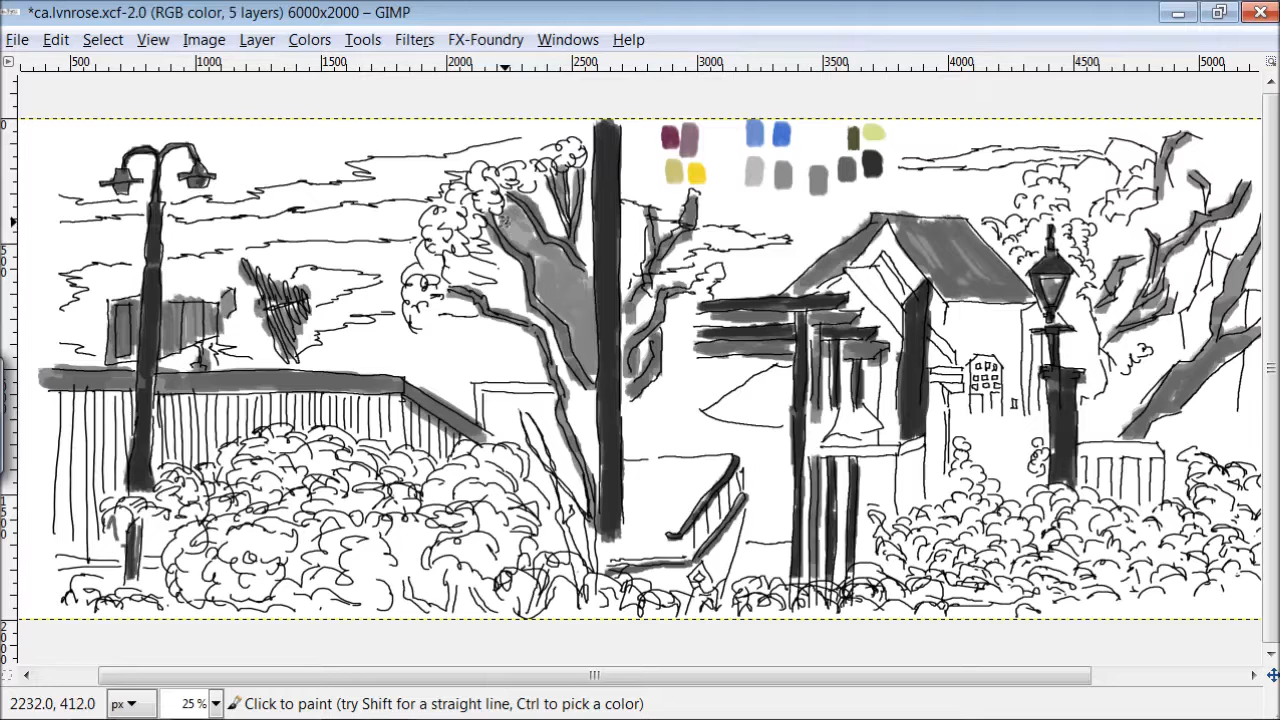 *ca.lvnrose.xcf-2.0 (RGB color, 5 layers) 6000x2000 – GIMP
File Edit Select View Image Layer Colors Tools Filters FX-Foundry Windows Help
500 1000 1500 2000 2500 3000 3500 4000 4500 5000
2232.0, 412.0 px 25 % Click to paint (try Shift for a straight line, Ctrl to pick a color)